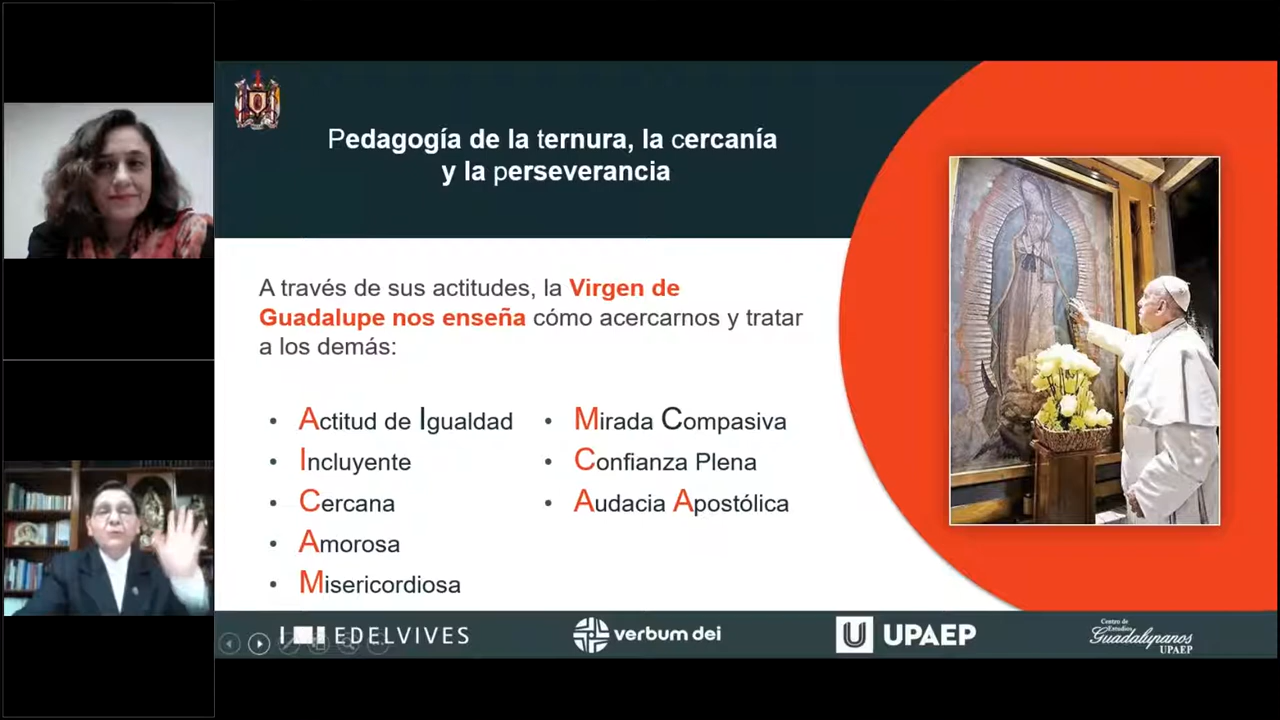 Pedagogía de la ternura, la cercanía
y la perseverancia
A través de sus actitudes, la Virgen de
Guadalupe nos enseña cómo acercarnos y tratar
a los demás:
• Actitud de Igualdad
• Incluyente
• Cercana
• Amorosa
• Misericordiosa
• Mirada Compasiva
• Confianza Plena
• Audacia Apostólica
EDELVIVES
verbum dei
U UPAEP
Centro de
Estudios
Guadalupanos
UPAEP